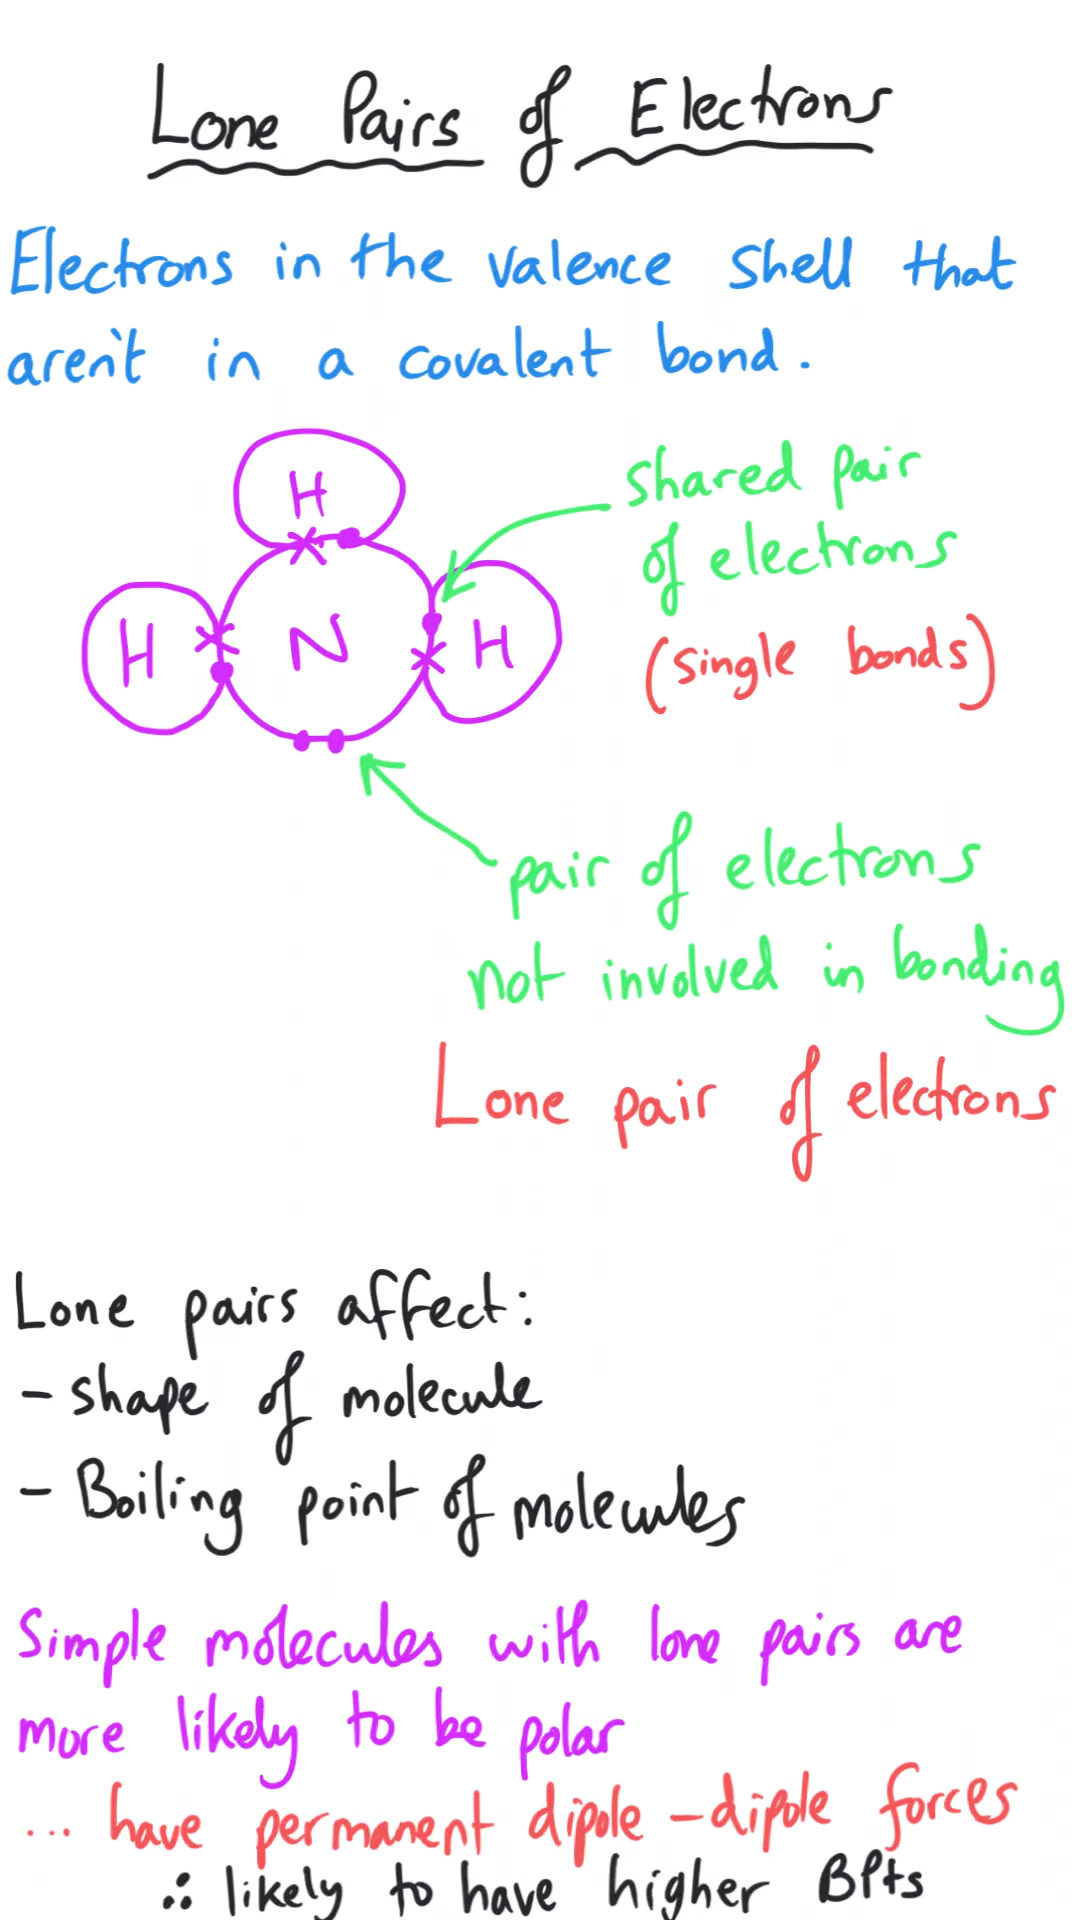 Lone Pairs of Electrons
Electrons in the valence shell that
aren't in a covalent bond.
H
shared pair
of electrons
H
N
H
(single bonds)
pair of electrons
not involved in bonding
Lone pair of electrons
Lone pairs affect:
- shape of molecule
- Boiling point of molecules
Simple molecules with lone pairs are
more likely to be polar
... have permanent dipole - dipole forces
∴ likely to have higher BPts